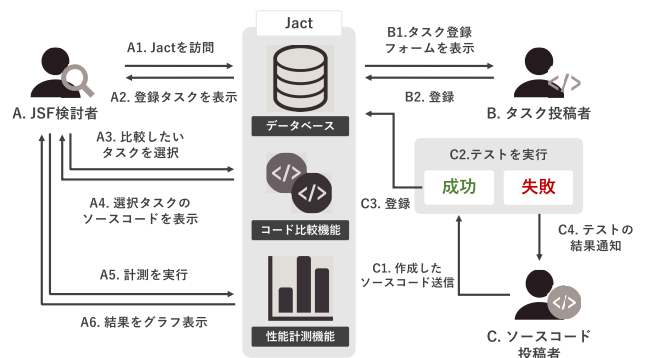 Jact
A1. Jactを訪問
A2. 登録タスクを表示
A. JSF検討者
A3. 比較したい
タスクを選択
A4. 選択タスクの
ソースコードを表示
A5. 計測を実行
A6. 結果をグラフ表示
データベース
</>
</>
コード比較機能
性能計測機能
B1.タスク登録
フォームを表示
B2. 登録
</>
B. タスク投稿者
C2.テストを実行
成功
失敗
C3. 登録
C4. テストの
結果通知
C1. 作成した
ソースコード送信
</>
C. ソースコード
投稿者